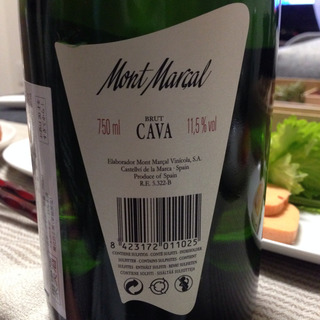 Mont Marçal
BRUT
750 ml CAVA 11,5 % vol
Elaborador Mont Marçal Vinícola, S.A.
Castellví de la Marca - Spain
Produce of Spain
R.E. 5.322-B
8 423172 011025